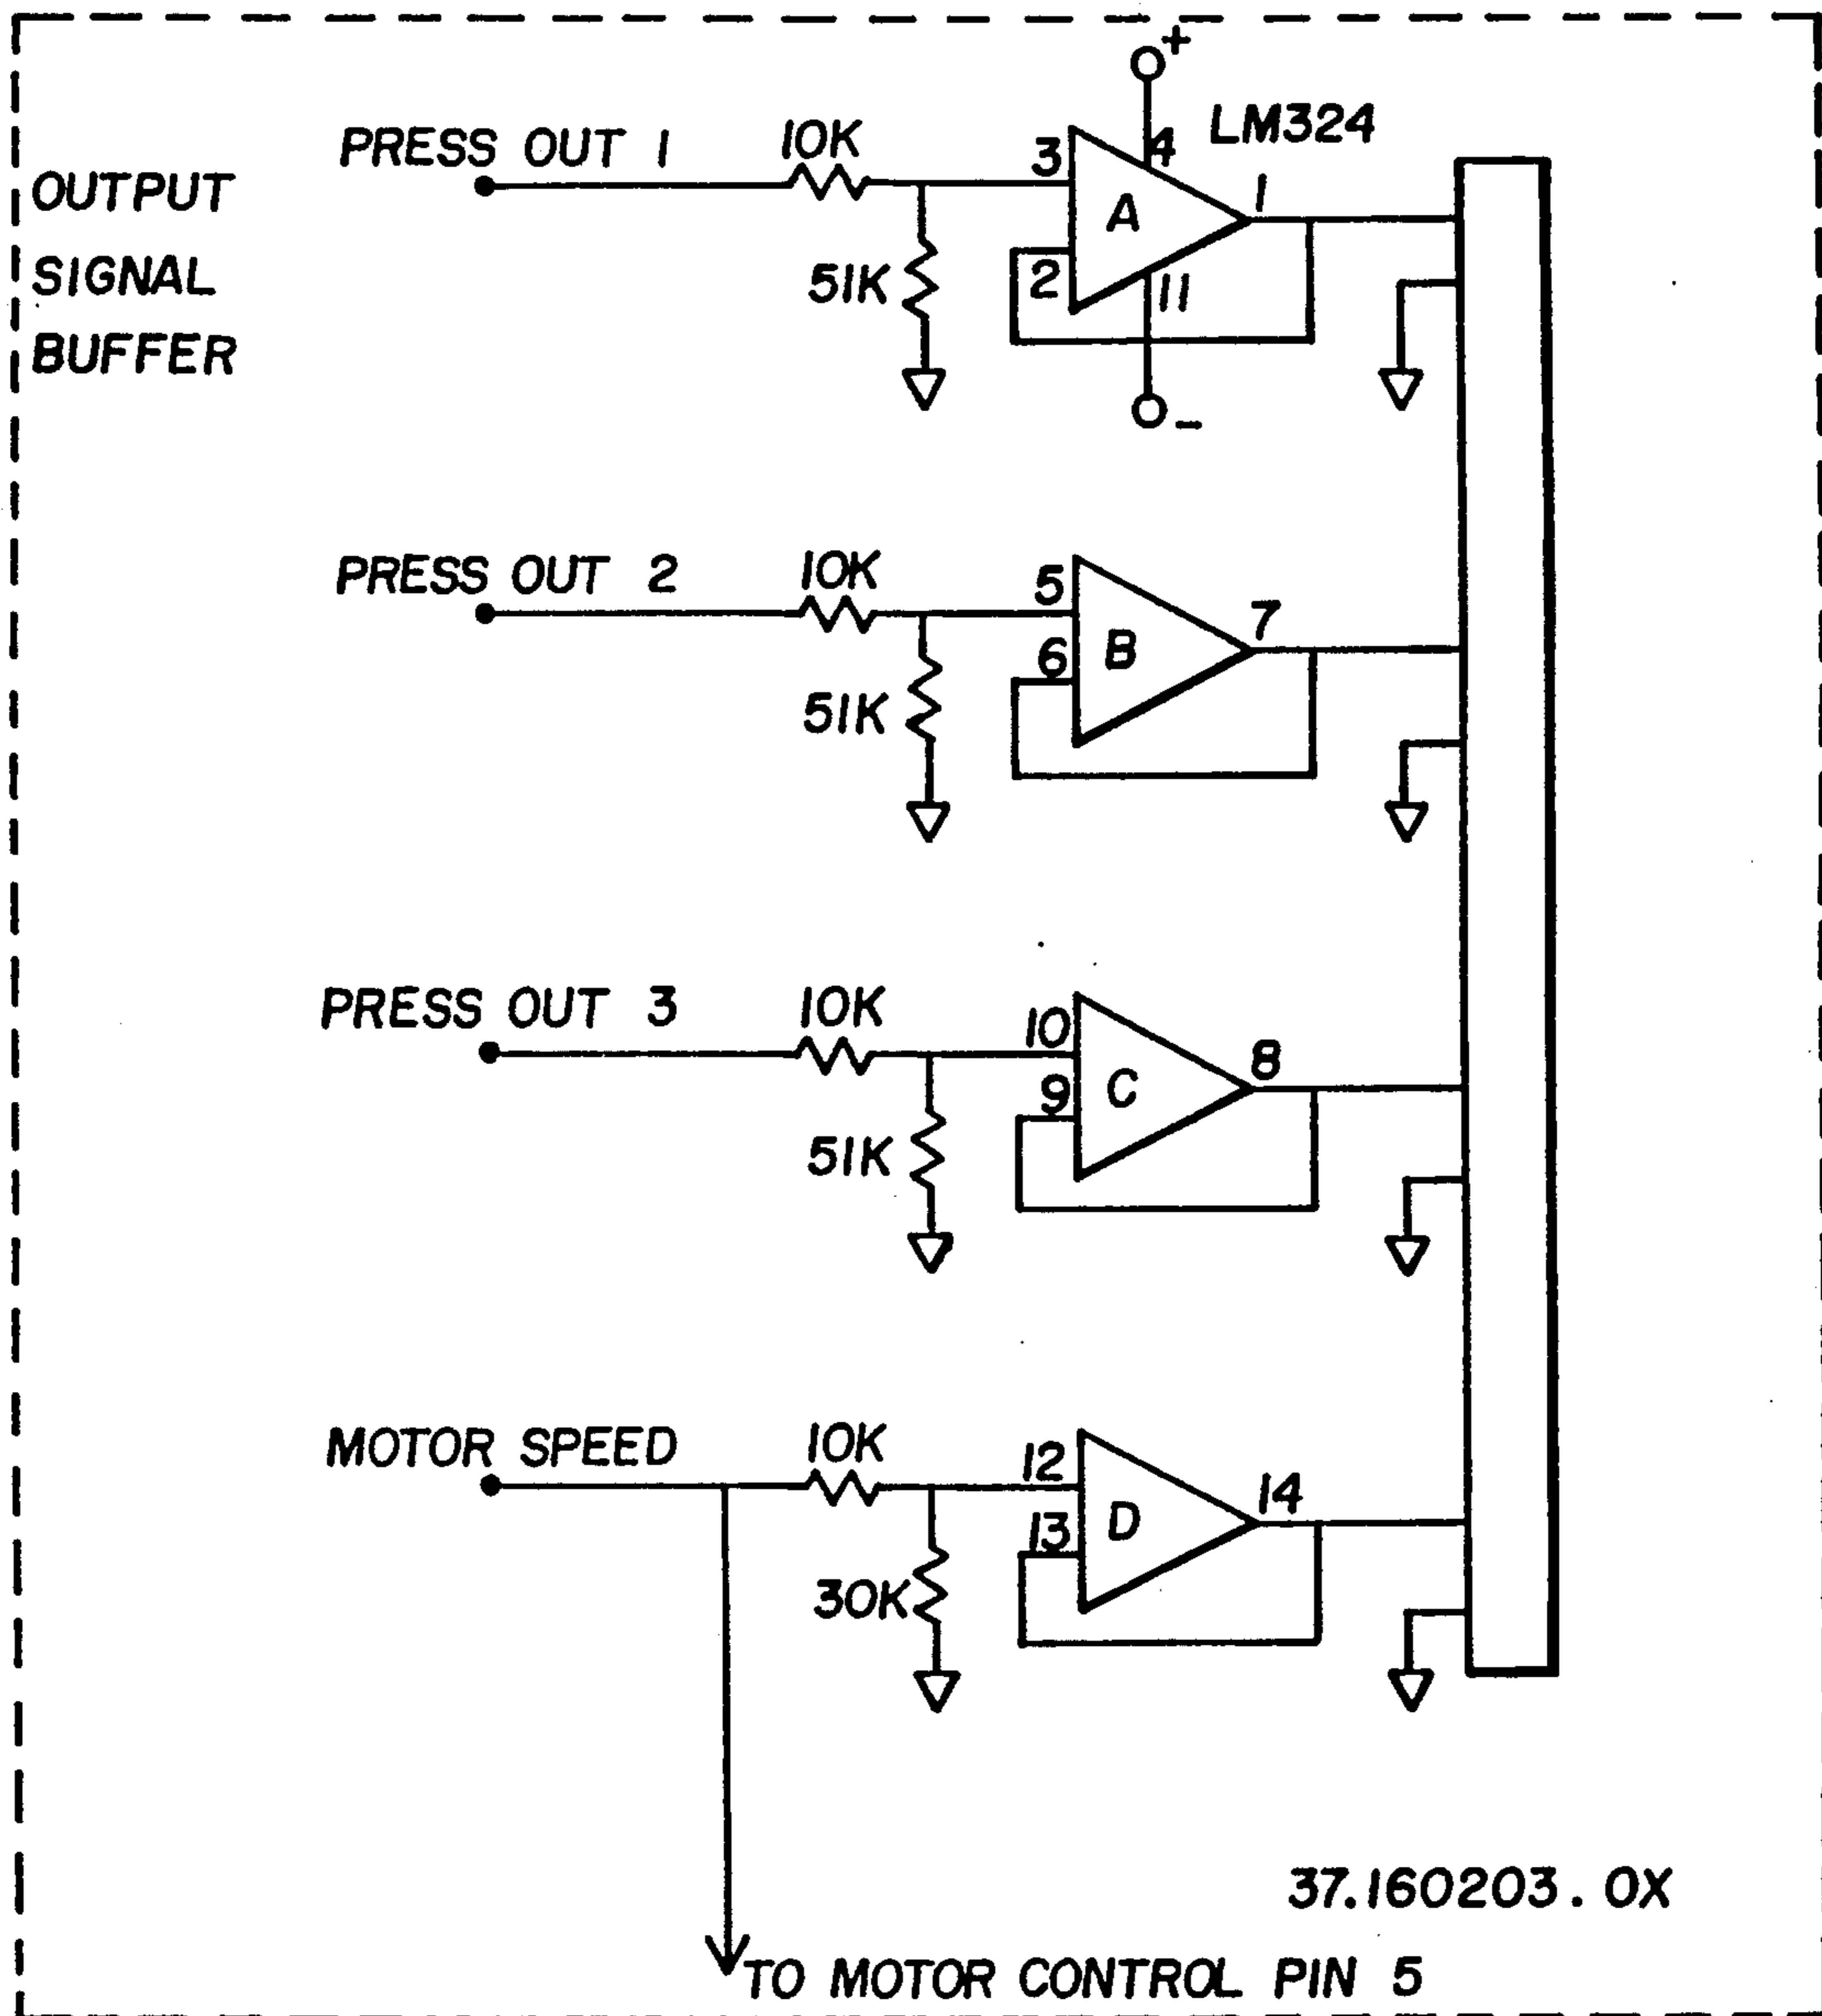 OUTPUT
SIGNAL
BUFFER
PRESS OUT 1
10K
51K
3
2
A
4
11
1
+
-
LM324
PRESS OUT 2
10K
51K
5
6
B
7
PRESS OUT 3
10K
51K
10
9
C
8
MOTOR SPEED
10K
30K
12
13
D
14
37.160203.0X
TO MOTOR CONTROL PIN 5